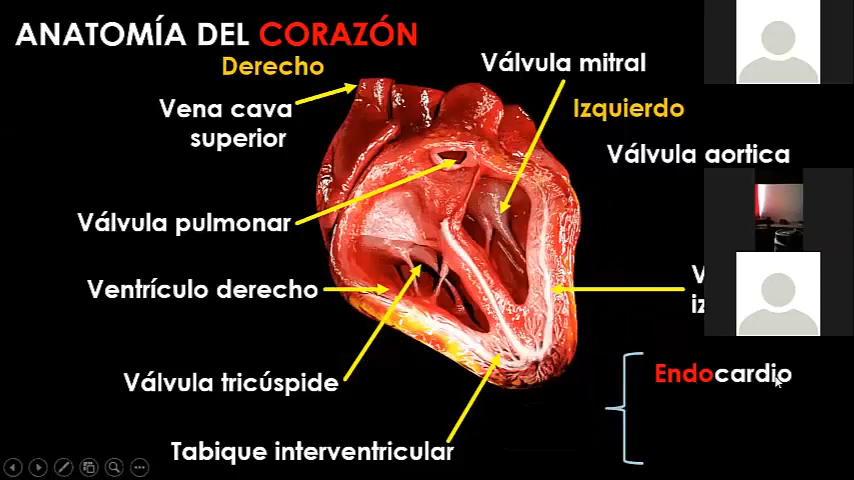 ANATOMÍA DEL CORAZÓN
Derecho
Válvula mitral
Vena cava
superior
Izquierdo
Válvula aortica
Válvula pulmonar
Ventrículo derecho
Endocardio
Válvula tricúspide
Tabique interventricular